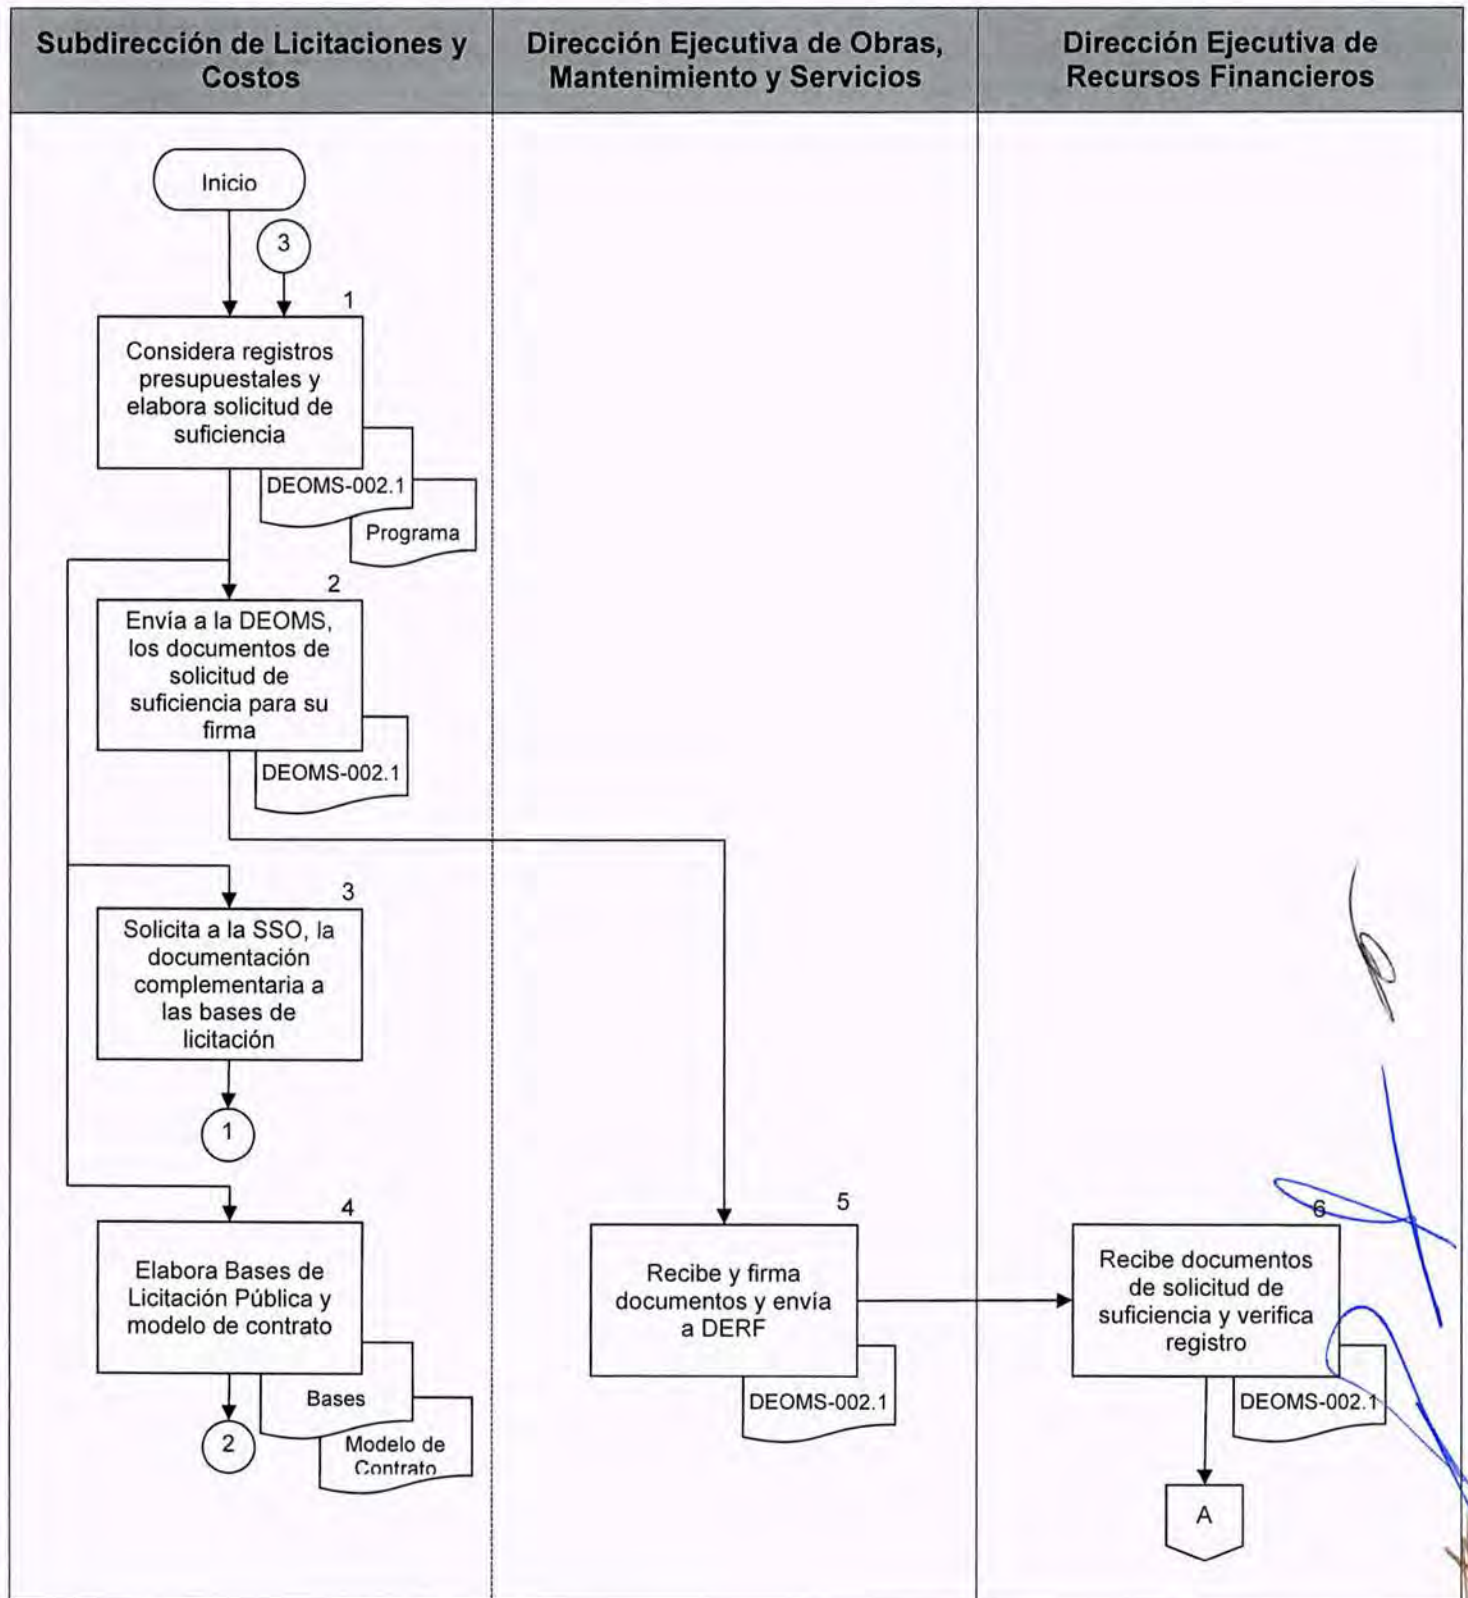 Subdirección de Licitaciones y
Costos
Dirección Ejecutiva de Obras,
Mantenimiento y Servicios
Dirección Ejecutiva de
Recursos Financieros
Inicio
3
1
Considera registros
presupuestales y
elabora solicitud de
suficiencia
DEOMS-002.1
Programa
2
Envía a la DEOMS,
los documentos de
solicitud de
suficiencia para su
firma
DEOMS-002.1
3
Solicita a la SSO, la
documentación
complementaria a
las bases de
licitación
1
4
Elabora Bases de
Licitación Pública y
modelo de contrato
Bases
Modelo de
Contrato
2
5
Recibe y firma
documentos y envía
a DERF
DEOMS-002.1
6
Recibe documentos
de solicitud de
suficiencia y verifica
registro
DEOMS-002.1
A